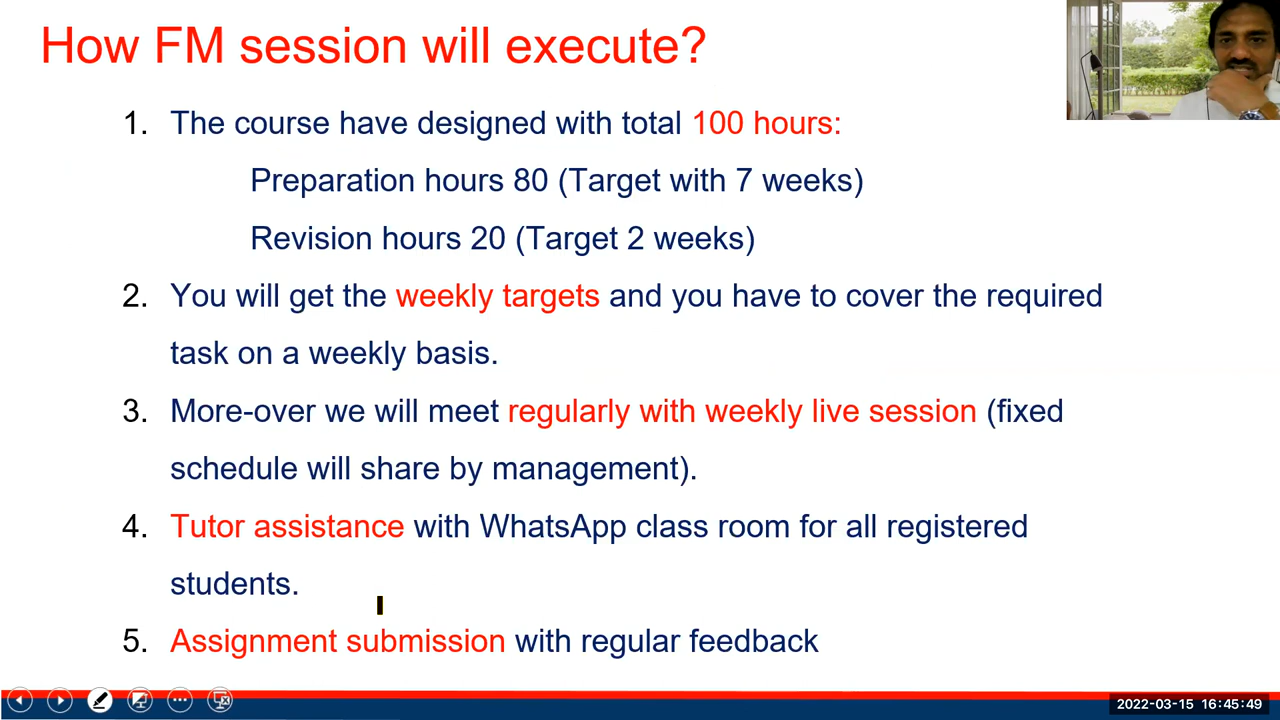 How FM session will execute?
1. The course have designed with total 100 hours:
Preparation hours 80 (Target with 7 weeks)
Revision hours 20 (Target 2 weeks)
2. You will get the weekly targets and you have to cover the required
task on a weekly basis.
3. More-over we will meet regularly with weekly live session (fixed
schedule will share by management).
4. Tutor assistance with WhatsApp class room for all registered
students.
5. Assignment submission with regular feedback
2022-03-15 16:45:49